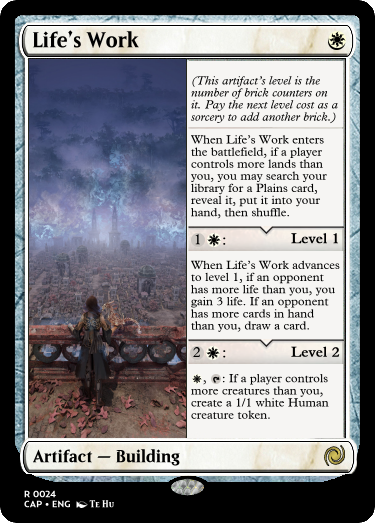 Life's Work
(This artifact's level is the
number of brick counters
on it. Pay the next level cost as a
sorcery to add another brick.)
When Life's Work enters
the battlefield, if a player
controls more lands than
you, you may search your
library for a Plains card,
reveal it, put it into your
hand, then shuffle.
1 : Level 1
When Life's Work advances
to level 1, if an opponent
has more life than you, you
gain 3 life. If an opponent
has more cards in hand
than you, draw a card.
2 : Level 2
, : If a player controls
more creatures than you,
create a 1/1 white Human
creature token.
Artifact — Building
R 0024
CAP • ENG Te Hu